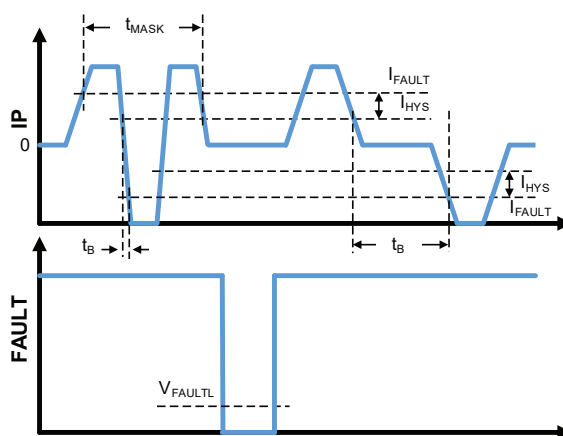 tMASK
IFAULT
IHYS
IP
0
IHYS
IFAULT
tB
tB
FAULT
VFAULTL